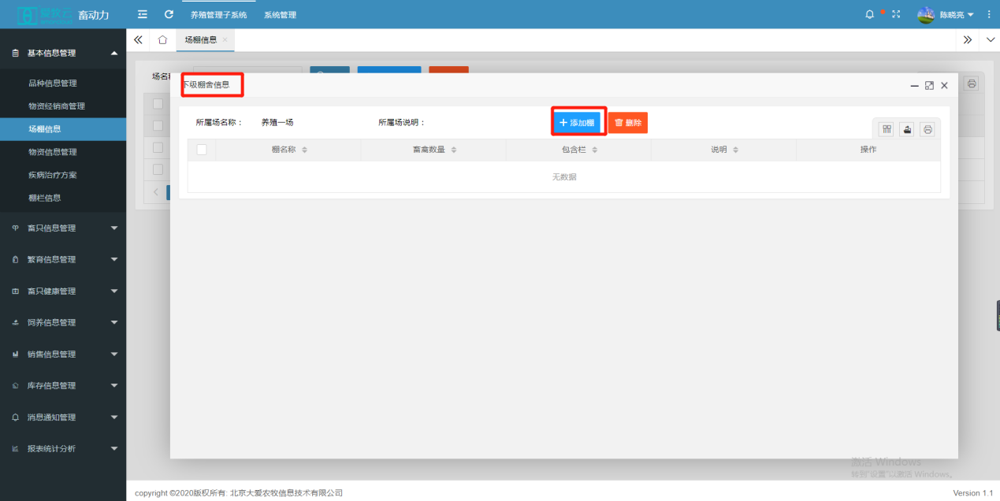 畜动力
养殖管理子系统 系统管理
陈晓亮
基本信息管理
品种信息管理
物资经销商管理
场棚信息
物资信息管理
疾病治疗方案
棚栏信息
畜只信息管理
繁育信息管理
畜只健康管理
饲养信息管理
销售信息管理
库存信息管理
消息通知管理
报表统计分析
场棚信息
场名
下级棚舍信息
所属场名称： 养殖一场 所属场说明： 添加棚 删除
棚名称 畜禽数量 包含栏 说明 操作
无数据
激活 Windows
转到"设置"以激活 Windows。
copyright ©2020版权所有: 北京大爱农牧信息技术有限公司 Version 1.1